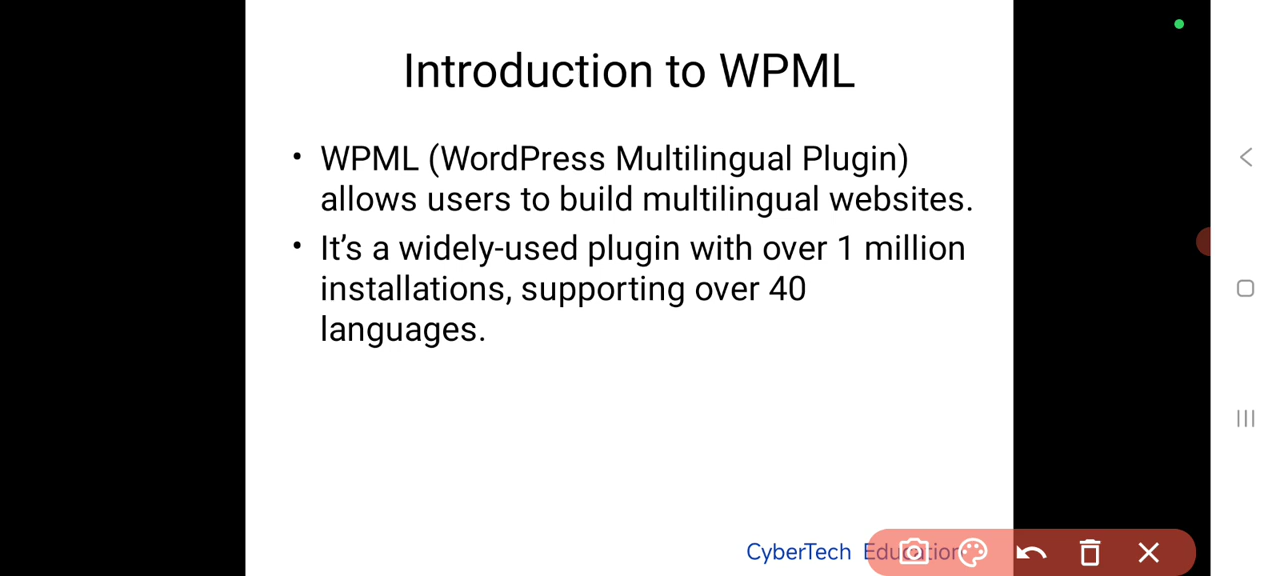 Introduction to WPML
• WPML (WordPress Multilingual Plugin)
allows users to build multilingual websites.
• It’s a widely-used plugin with over 1 million
installations, supporting over 40
languages.
CyberTech Education